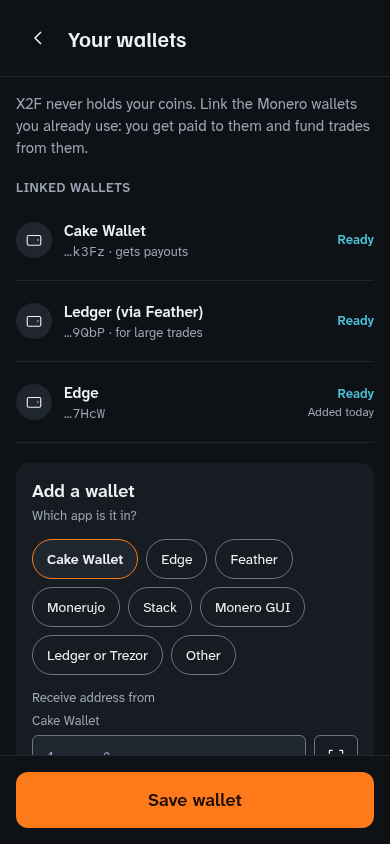 Your wallets
X2F never holds your coins. Link the Monero wallets
you already use: you get paid to them and fund trades
from them.
LINKED WALLETS
Cake Wallet
Ready
…k3Fz · gets payouts
Ledger (via Feather)
Ready
…9QbP · for large trades
Edge
Ready
…7HcW
Added today
Add a wallet
Which app is it in?
Cake Wallet
Edge
Feather
Monerujo
Stack
Monero GUI
Ledger or Trezor
Other
Receive address from
Cake Wallet
Save wallet